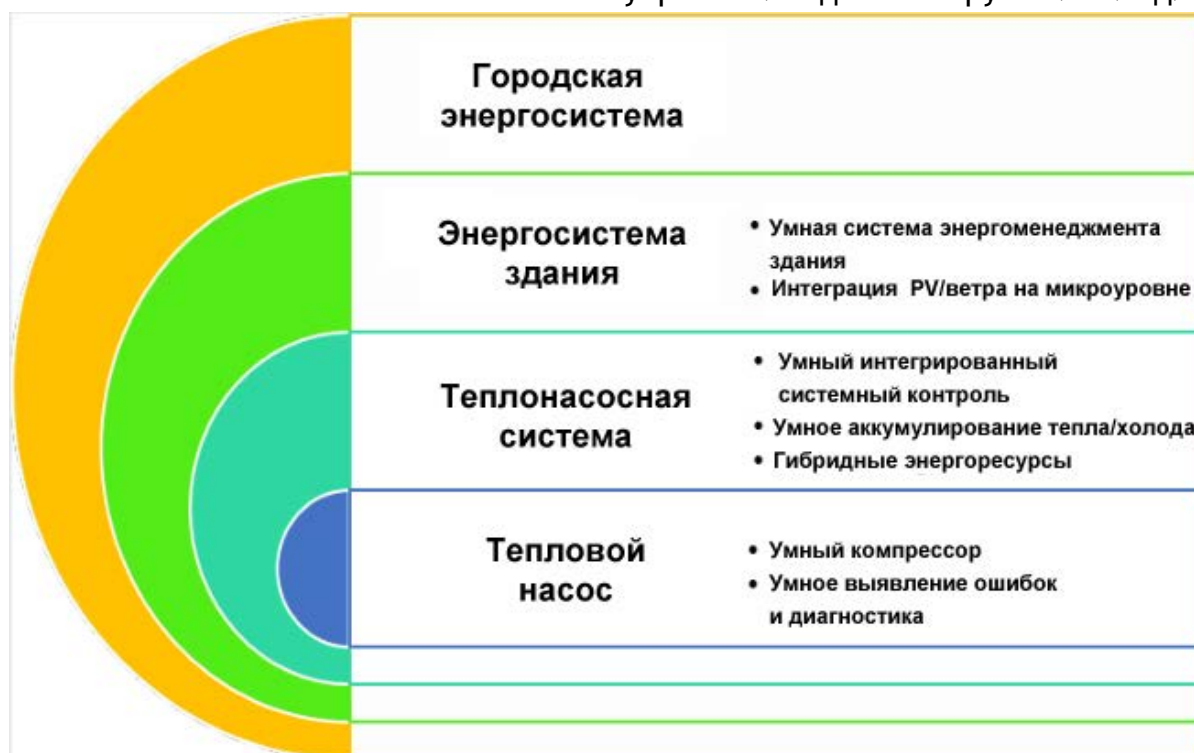 Городская
энергосистема
Энергосистема
здания
• Умная система энергоменеджмента
здания
• Интеграция PV/ветра на микроуровне
Теплонасосная
система
• Умный интегрированный
системный контроль
• Умное аккумулирование тепла/холода
• Гибридные энергоресурсы
Тепловой
насос
• Умный компрессор
• Умное выявление ошибок
и диагностика